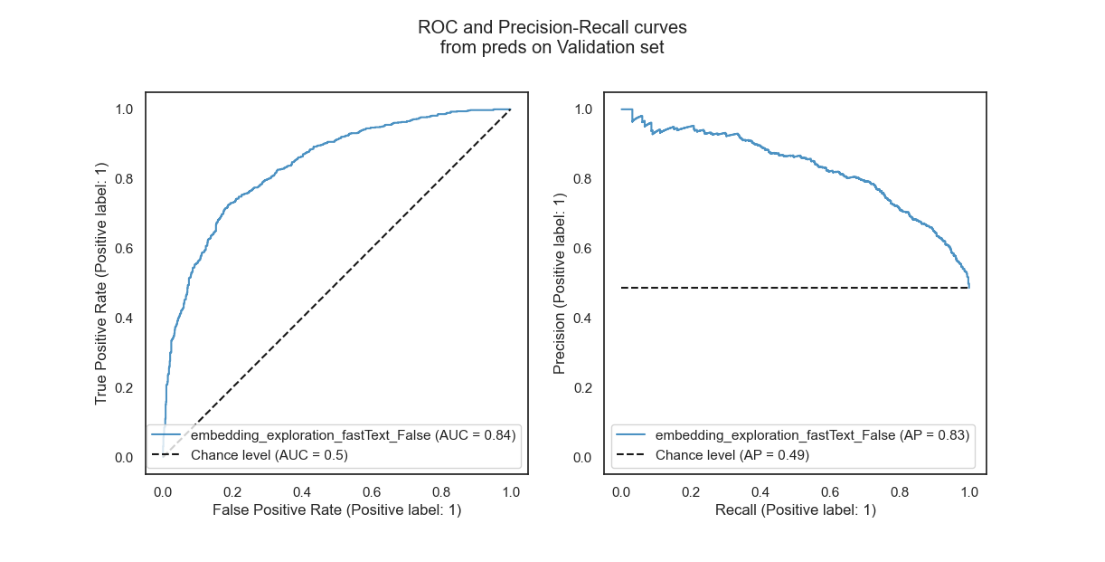 ROC and Precision-Recall curves
from preds on Validation set
True Positive Rate (Positive label: 1)
1.0
0.8
0.6
0.4
0.2
0.0
embedding_exploration_fastText_False (AUC = 0.84)
Chance level (AUC = 0.5)
0.0 0.2 0.4 0.6 0.8 1.0
False Positive Rate (Positive label: 1)
Precision (Positive label: 1)
1.0
0.8
0.6
0.4
0.2
0.0
embedding_exploration_fastText_False (AP = 0.83)
Chance level (AP = 0.49)
0.0 0.2 0.4 0.6 0.8 1.0
Recall (Positive label: 1)